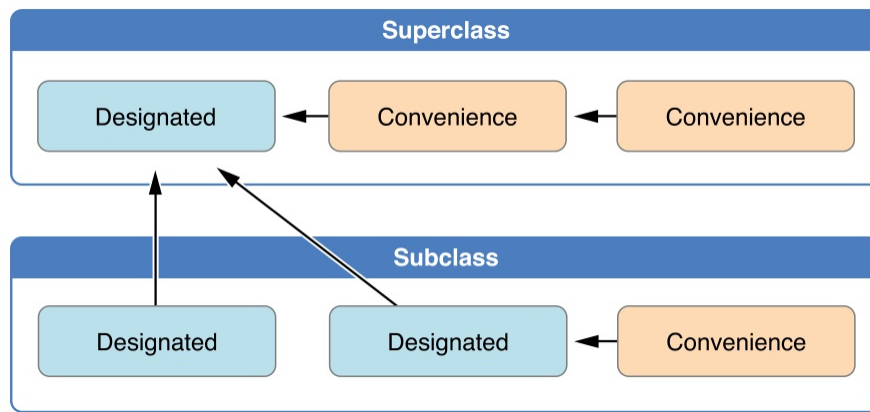 Superclass
Designated
Convenience
Convenience
Subclass
Designated
Designated
Convenience